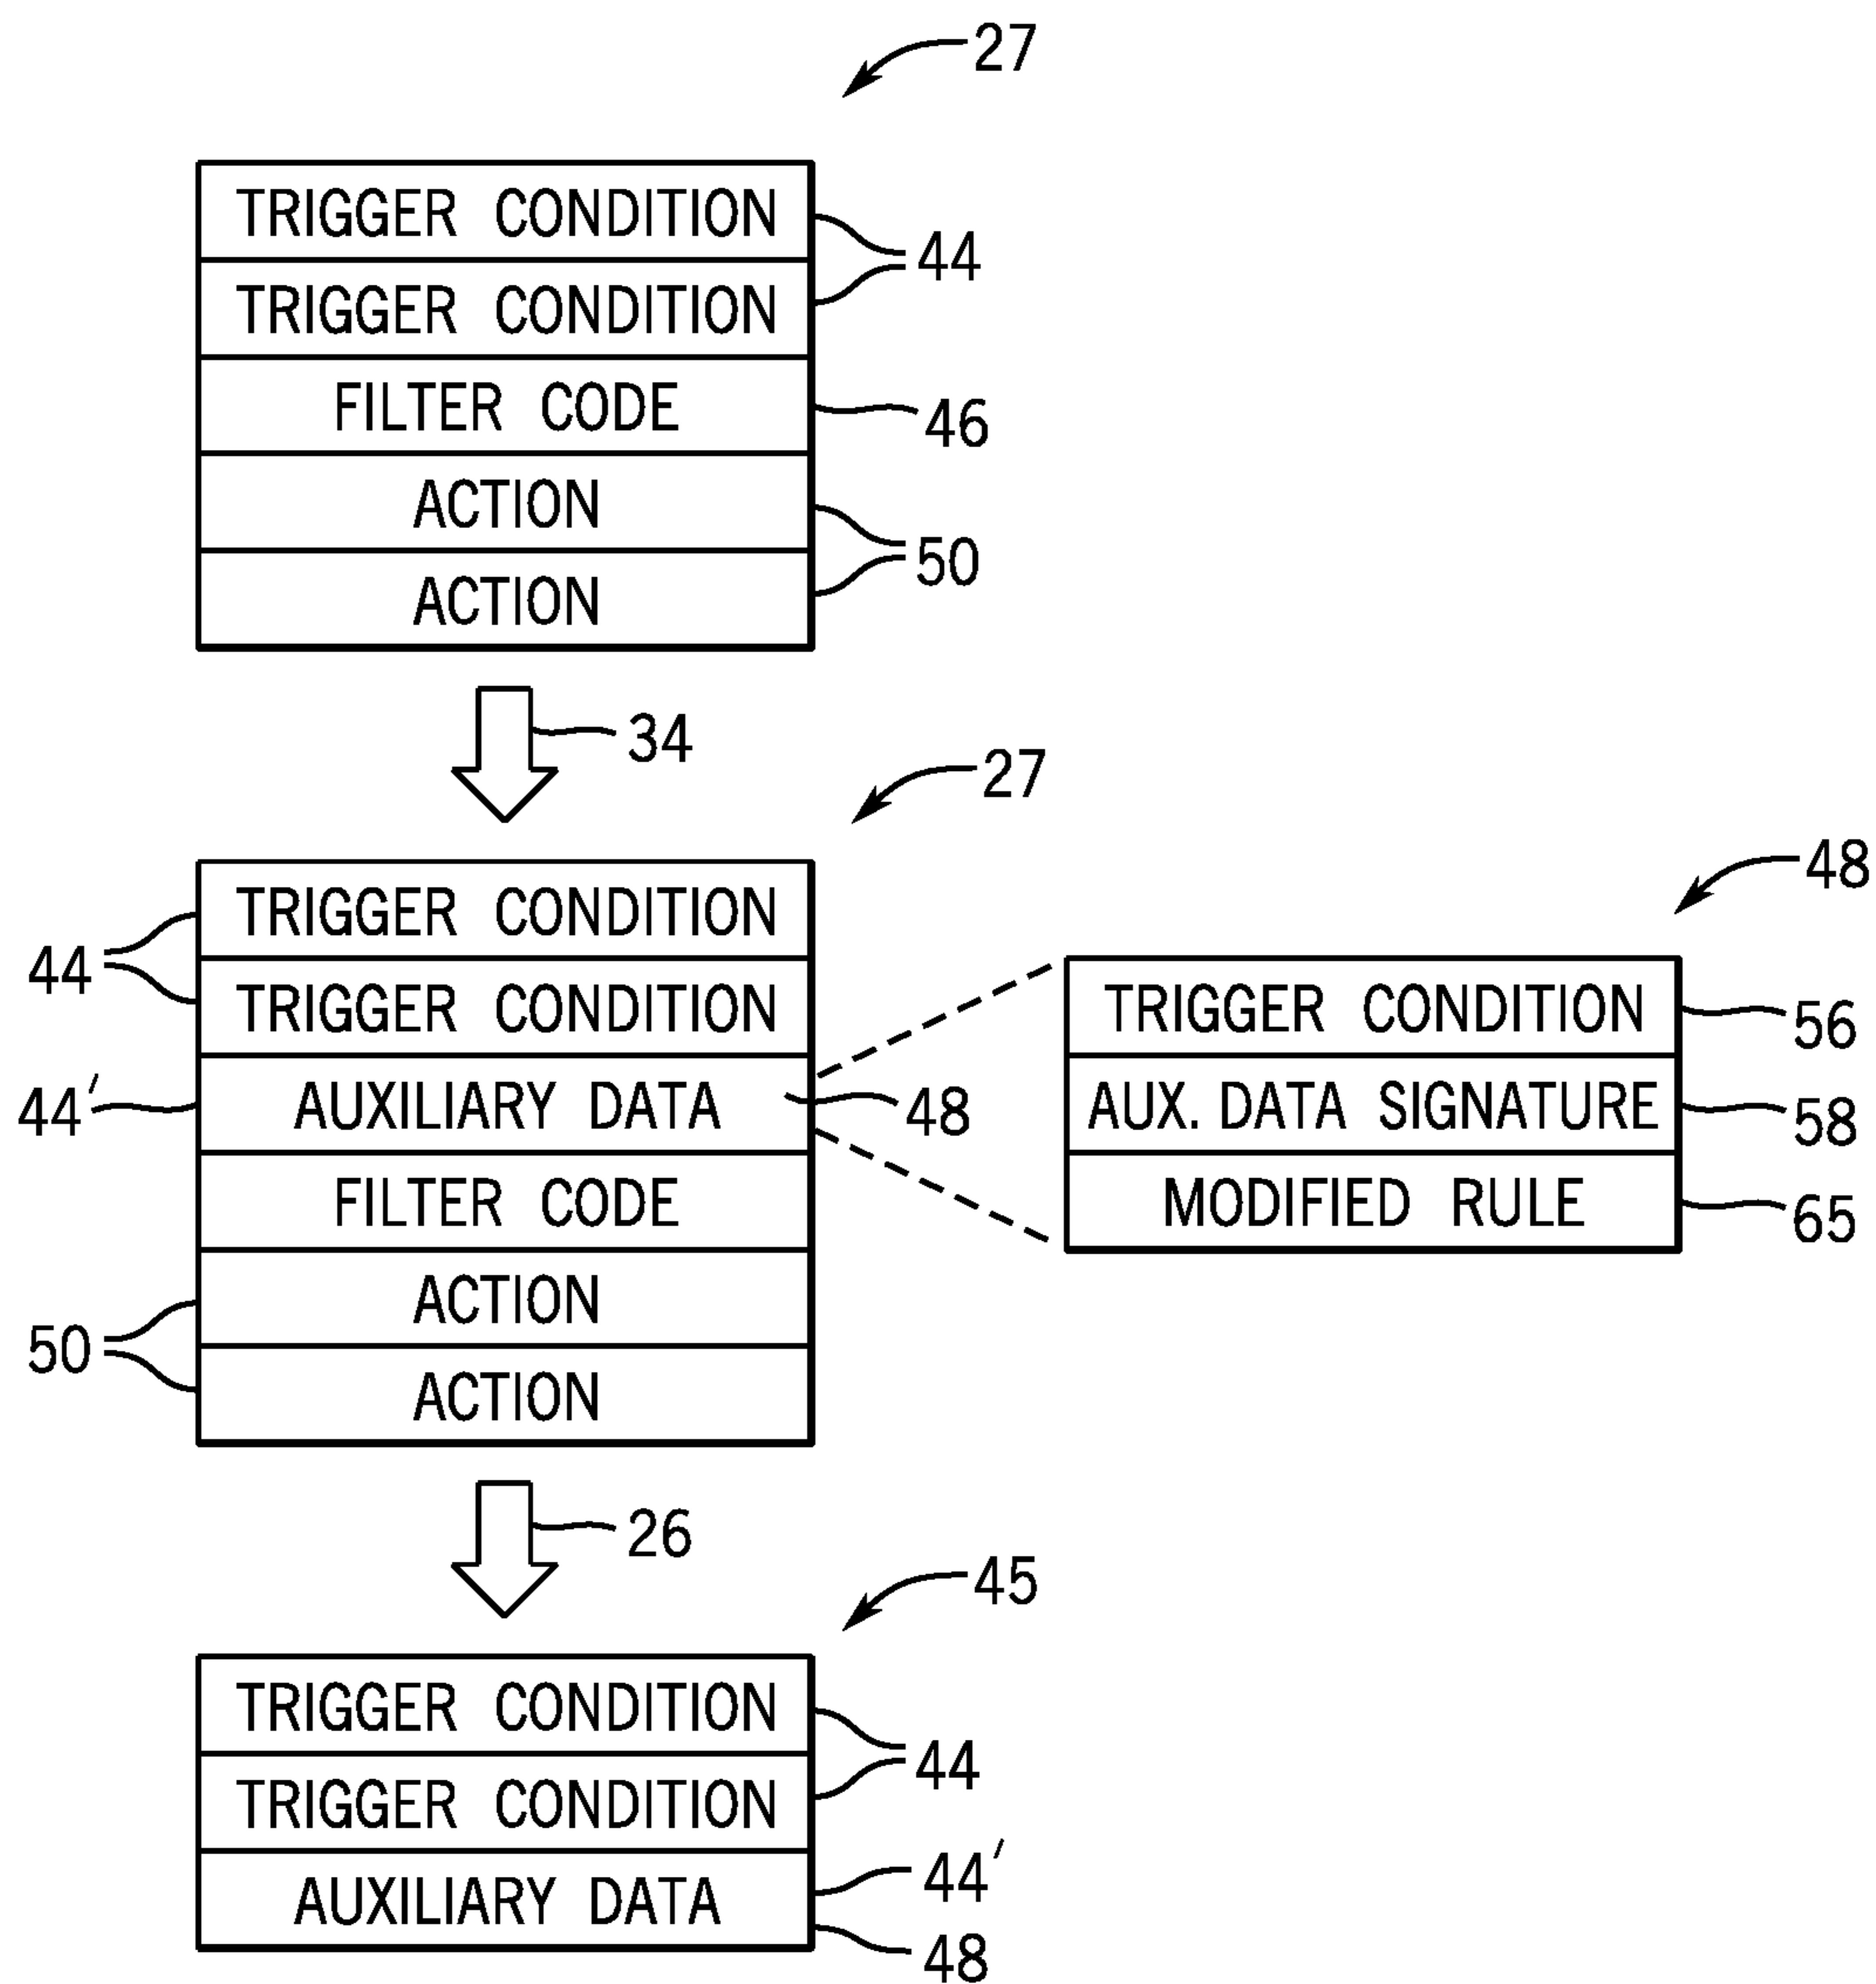 27
TRIGGER CONDITION
TRIGGER CONDITION
44
FILTER CODE
46
ACTION
50
ACTION
34
27
48
TRIGGER CONDITION
44
TRIGGER CONDITION
TRIGGER CONDITION
56
44'
AUXILIARY DATA
48
AUX. DATA SIGNATURE
58
FILTER CODE
MODIFIED RULE
65
ACTION
50
ACTION
26
45
TRIGGER CONDITION
44
TRIGGER CONDITION
44'
AUXILIARY DATA
48